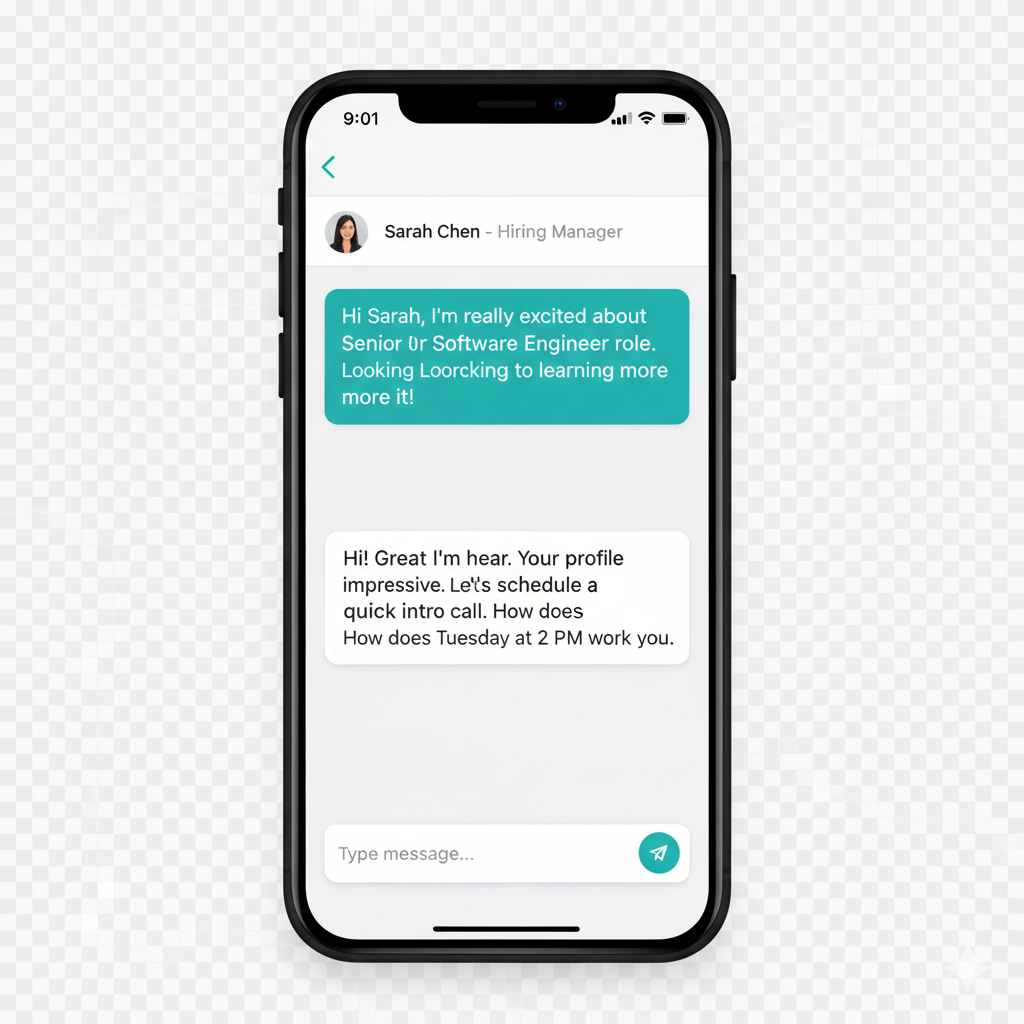 9:01
Sarah Chen - Hiring Manager
Hi Sarah, I'm really excited about
Senior Software Engineer role.
Looking Loorcking to learning more
more it!
Hi! Great I'm hear. Your profile
impressive. Let's schedule a
quick intro call. How does
How does Tuesday at 2 PM work you.
Type message...